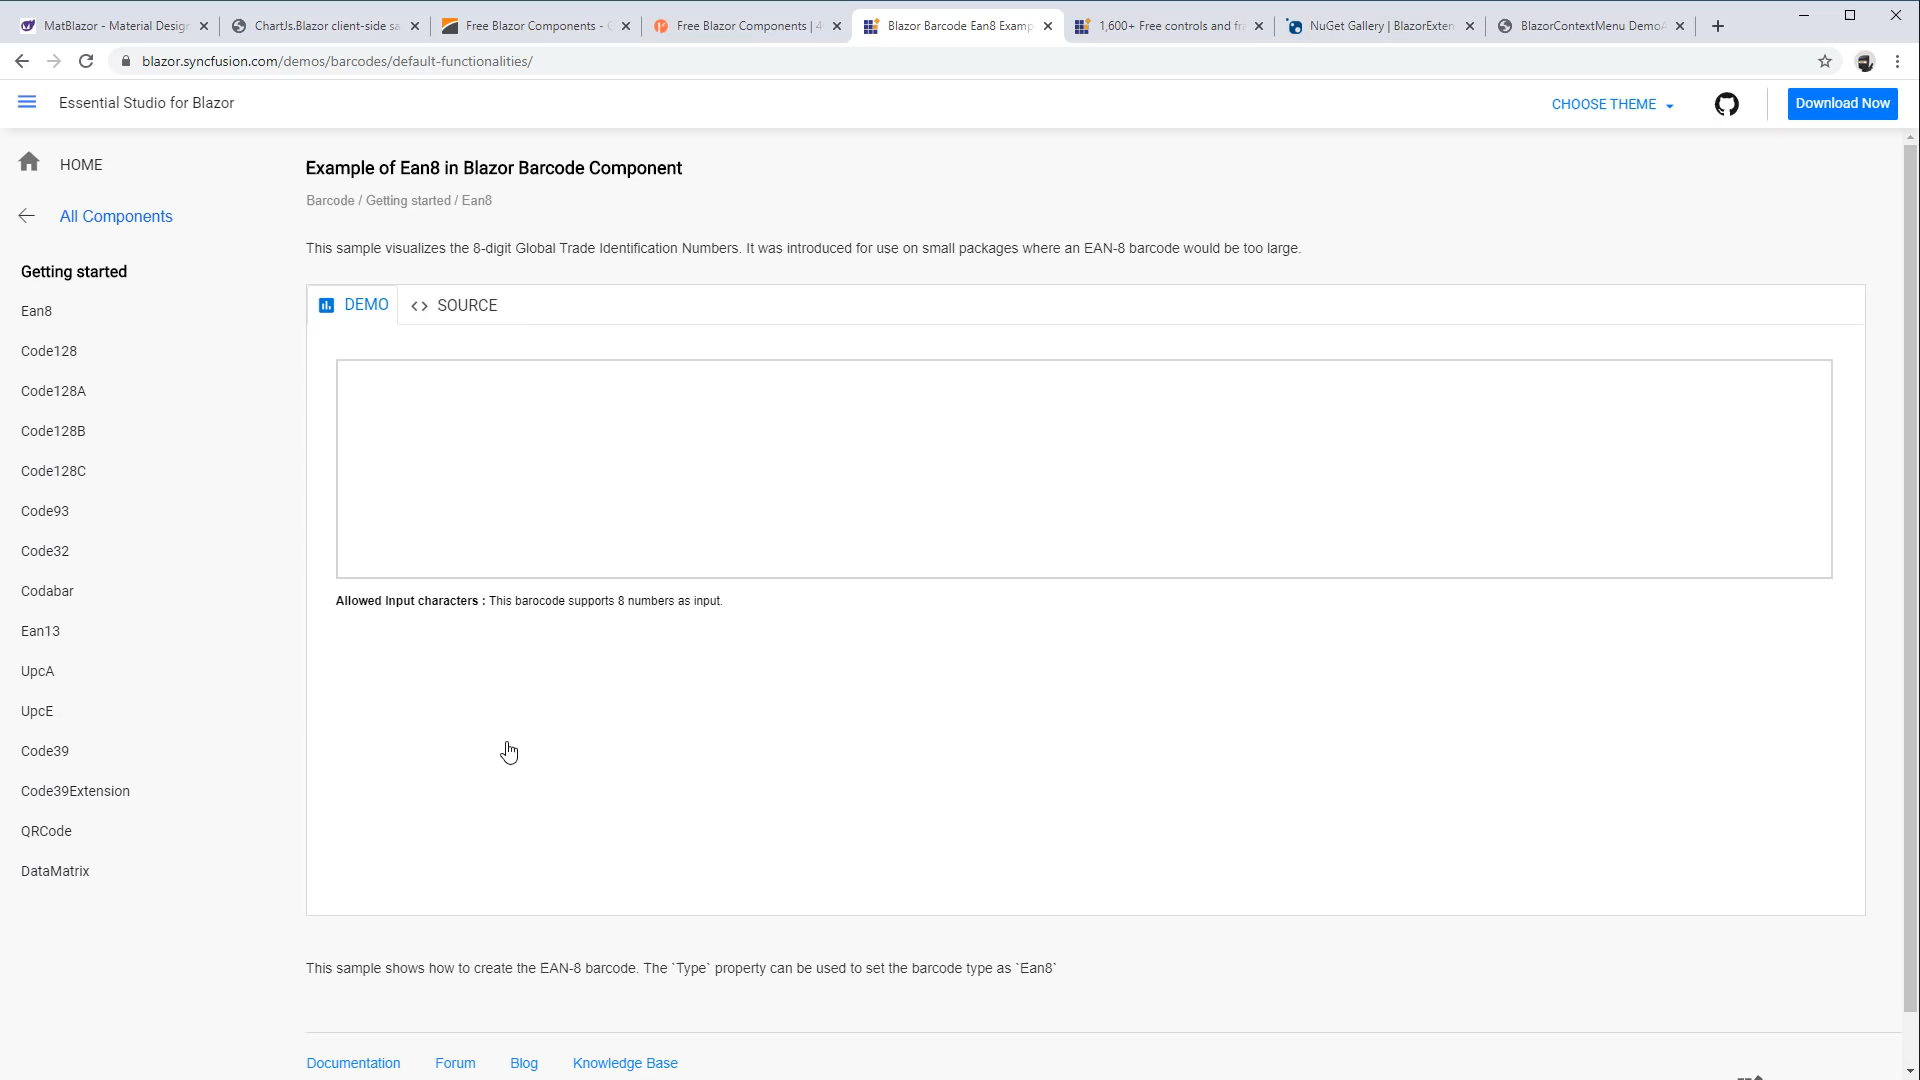 MatBlazor - Material Design
ChartJs.Blazor client-side sa
Free Blazor Components -
Free Blazor Components | 4
Blazor Barcode Ean8 Examp
1,600+ Free controls and fra
NuGet Gallery | BlazorExten
BlazorContextMenu Demo
blazor.syncfusion.com/demos/barcodes/default-functionalities/
Essential Studio for Blazor
CHOOSE THEME
Download Now
HOME
All Components
Getting started
Ean8
Code128
Code128A
Code128B
Code128C
Code93
Code32
Codabar
Ean13
UpcA
UpcE
Code39
Code39Extension
QRCode
DataMatrix
Example of Ean8 in Blazor Barcode Component
Barcode / Getting started / Ean8
This sample visualizes the 8-digit Global Trade Identification Numbers. It was introduced for use on small packages where an EAN-8 barcode would be too large.
DEMO
<> SOURCE
Allowed Input characters : This barocode supports 8 numbers as input.
This sample shows how to create the EAN-8 barcode. The `Type` property can be used to set the barcode type as `Ean8`
Documentation
Forum
Blog
Knowledge Base